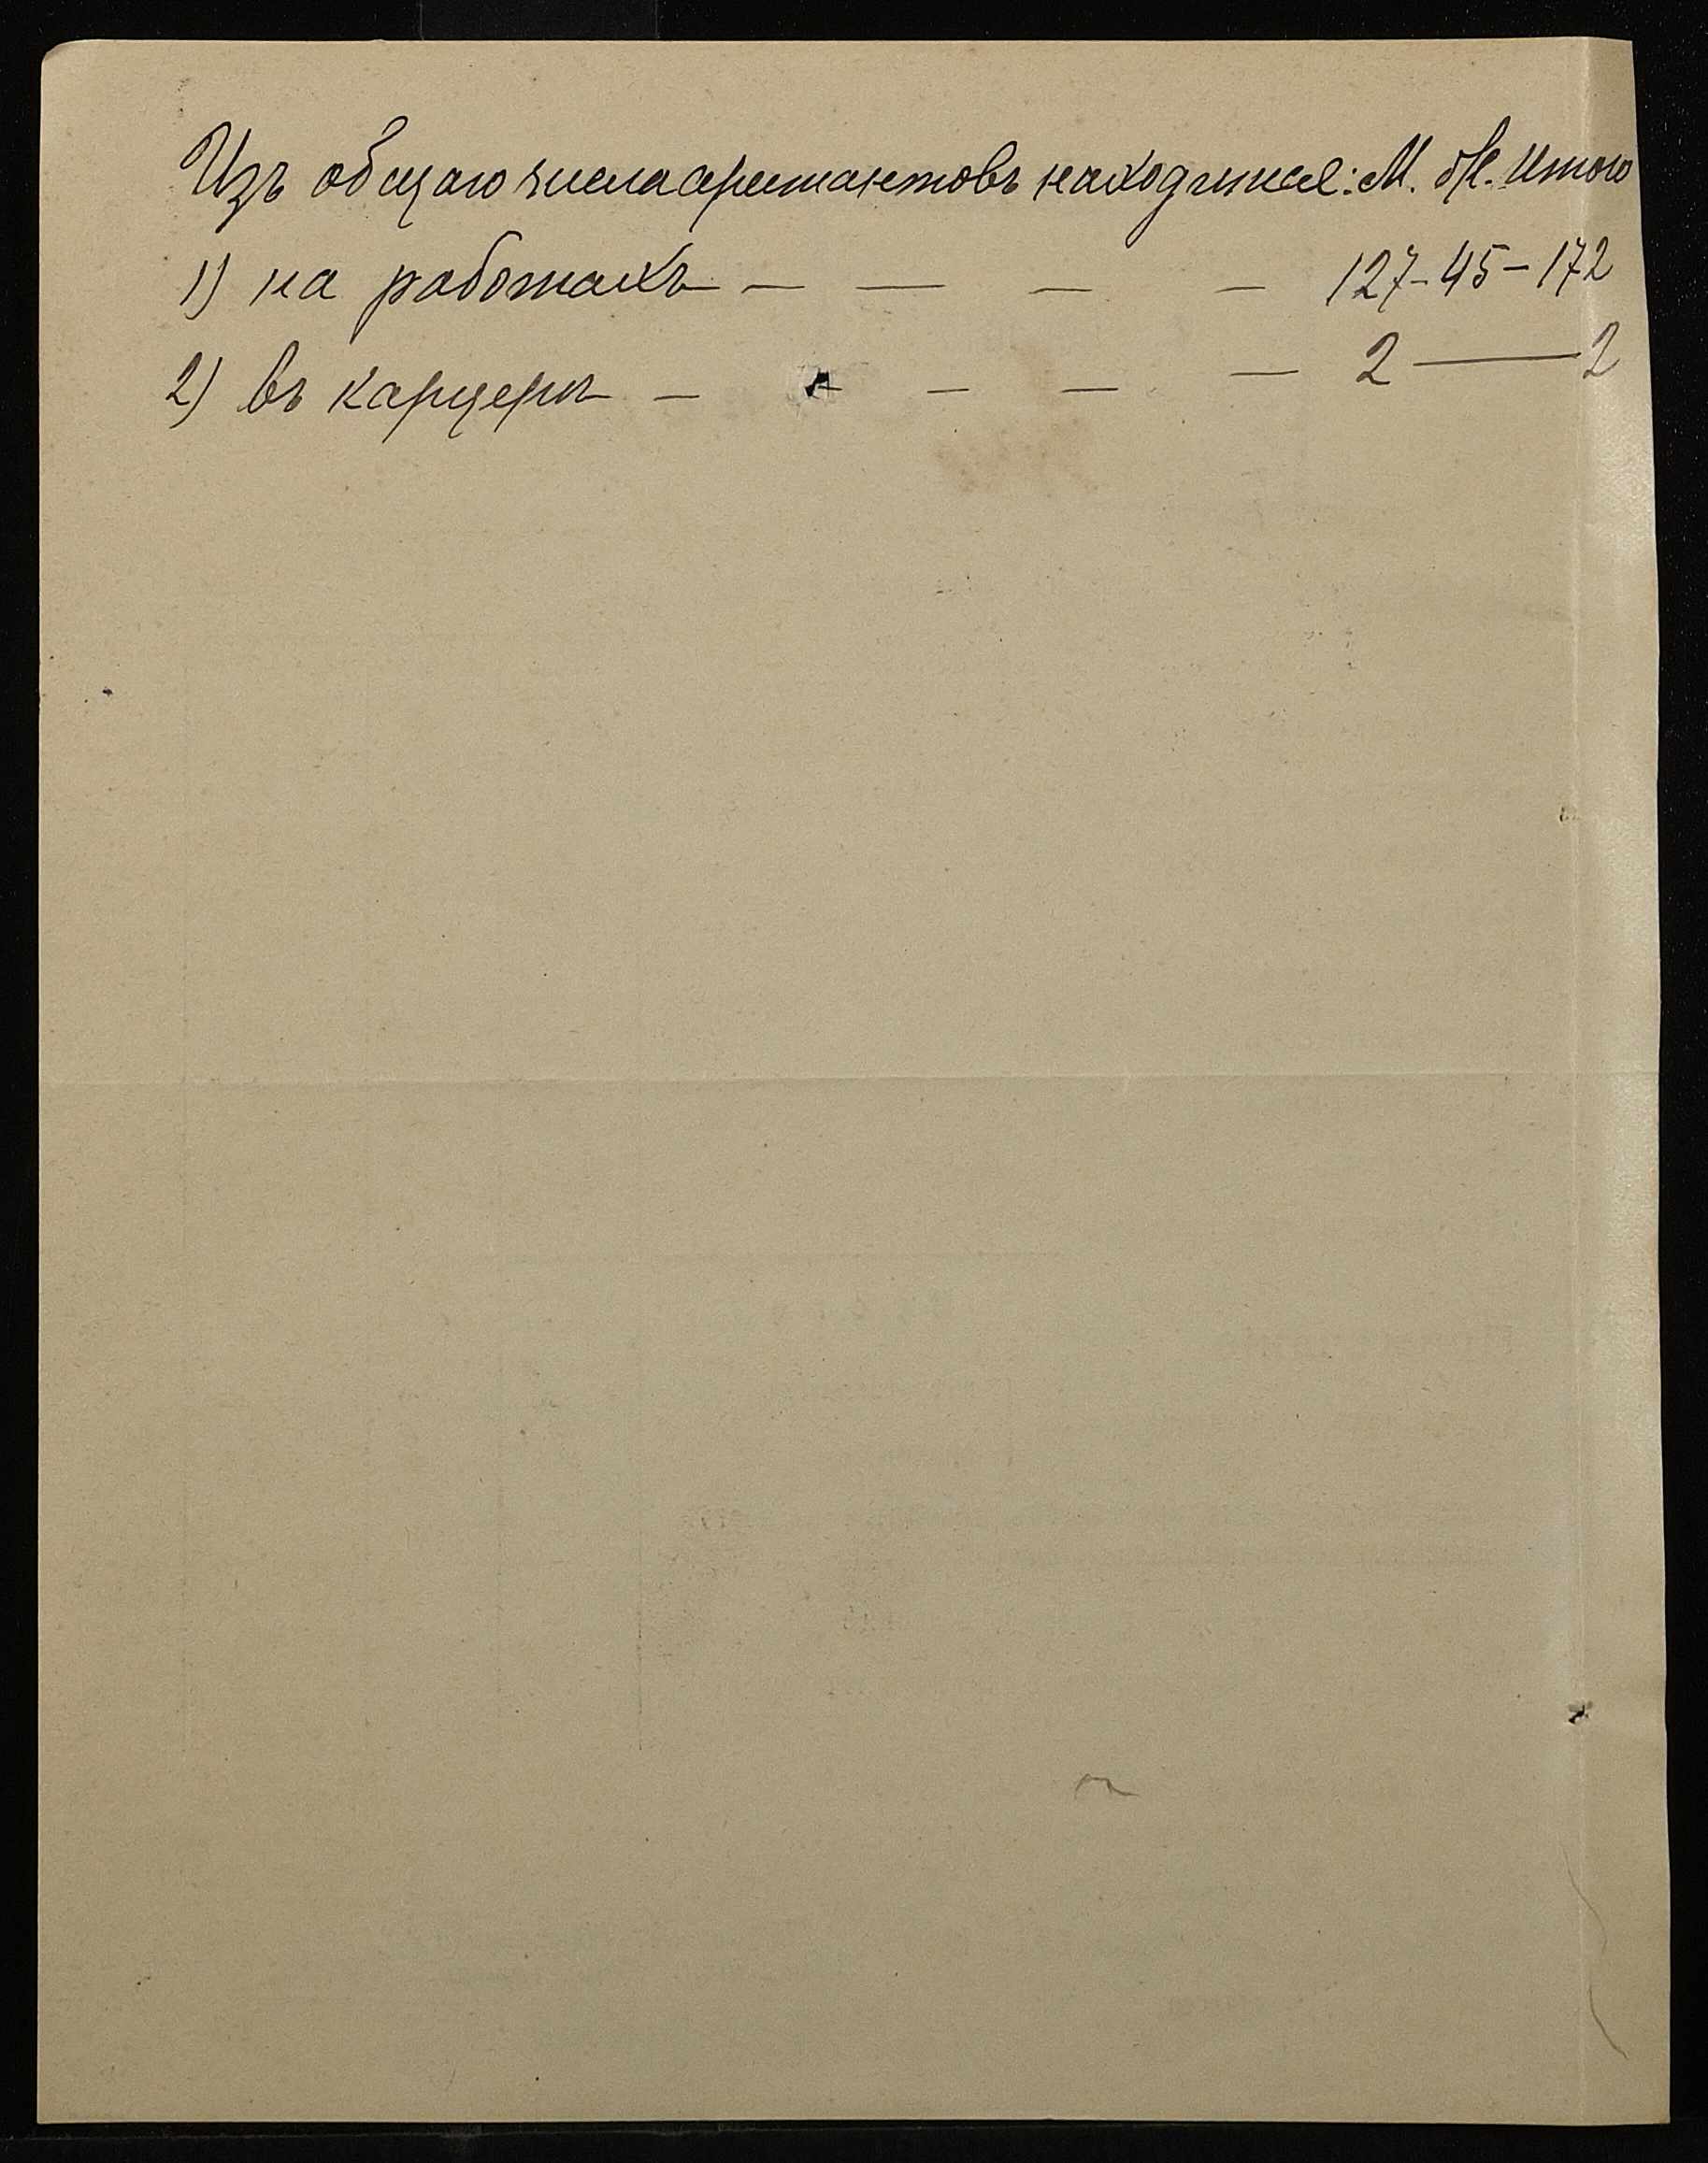 Изъ общаго числа арестантовъ находится: М. Ж. Итого
1) на работахъ — — — — — 127-45-172
2) въ карцерѣ — — — — — 2 — 2